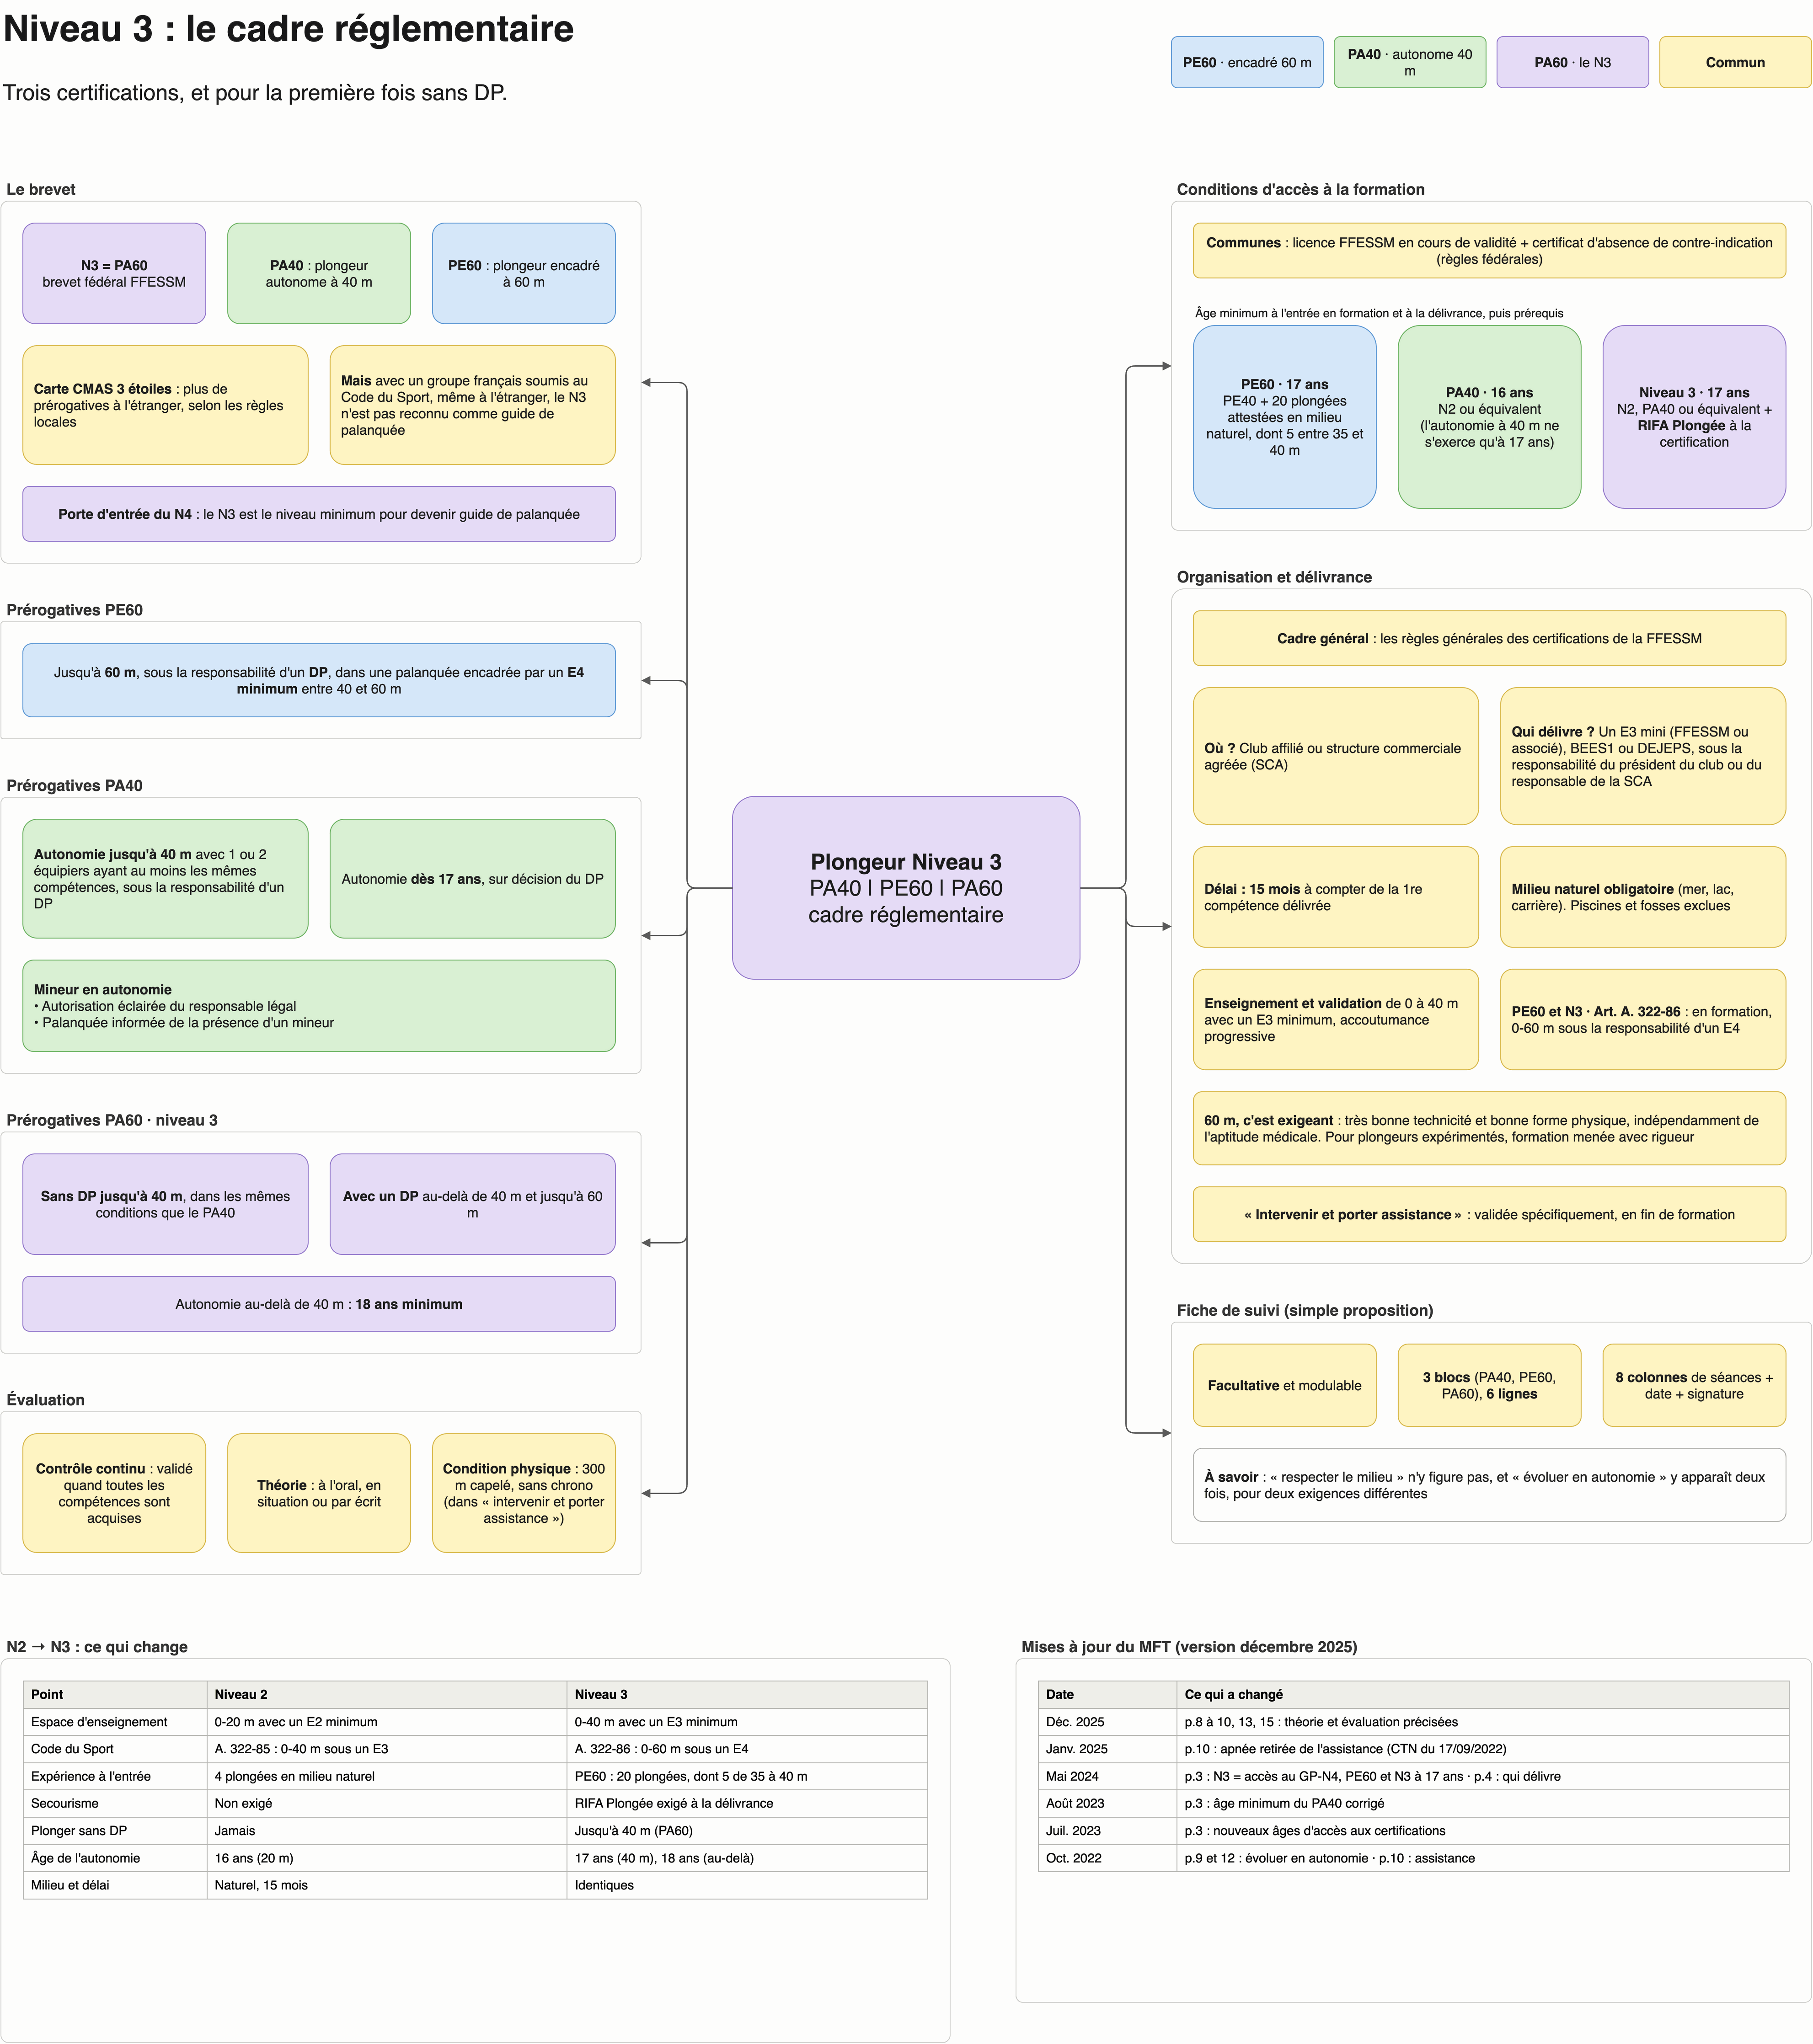 Niveau 3 : le cadre réglementaire
Trois certifications, et pour la première fois sans DP.
PE60 · encadré 60 m
PA40 · autonome 40
m
PA60 · le N3
Commun
Le brevet
N3 = PA60
brevet fédéral FFESSM
PA40 : plongeur
autonome à 40 m
PE60 : plongeur encadré
à 60 m
Carte CMAS 3 étoiles : plus de
prérogatives à l'étranger, selon les règles
locales
Mais avec un groupe français soumis au
Code du Sport, même à l'étranger, le N3
n'est pas reconnu comme guide de
palanquée
Porte d'entrée du N4 : le N3 est le niveau minimum pour devenir guide de palanquée
Prérogatives PE60
Jusqu'à 60 m, sous la responsabilité d'un DP, dans une palanquée encadrée par un E4
minimum entre 40 et 60 m
Prérogatives PA40
Autonomie jusqu'à 40 m avec 1 ou 2
équipiers ayant au moins les mêmes
compétences, sous la responsabilité d'un
DP
Autonomie dès 17 ans, sur décision du DP
Mineur en autonomie
• Autorisation éclairée du responsable légal
• Palanquée informée de la présence d'un mineur
Prérogatives PA60 · niveau 3
Sans DP jusqu'à 40 m, dans les mêmes
conditions que le PA40
Avec un DP au-delà de 40 m et jusqu'à 60
m
Autonomie au-delà de 40 m : 18 ans minimum
Évaluation
Contrôle continu : validé
quand toutes les
compétences sont
acquises
Théorie : à l'oral, en
situation ou par écrit
Condition physique : 300
m capelé, sans chrono
(dans « intervenir et porter
assistance »)
Plongeur Niveau 3
PA40 | PE60 | PA60
cadre réglementaire
Conditions d'accès à la formation
Communes : licence FFESSM en cours de validité + certificat d'absence de contre-indication
(règles fédérales)
Âge minimum à l'entrée en formation et à la délivrance, puis prérequis
PE60 · 17 ans
PE40 + 20 plongées
attestées en milieu
naturel, dont 5 entre 35 et
40 m
PA40 · 16 ans
N2 ou équivalent
(l'autonomie à 40 m ne
s'exerce qu'à 17 ans)
Niveau 3 · 17 ans
N2, PA40 ou équivalent +
RIFA Plongée à la
certification
Organisation et délivrance
Cadre général : les règles générales des certifications de la FFESSM
Où ? Club affilié ou structure commerciale
agréée (SCA)
Qui délivre ? Un E3 mini (FFESSM ou
associé), BEES1 ou DEJEPS, sous la
responsabilité du président du club ou du
responsable de la SCA
Délai : 15 mois à compter de la 1re
compétence délivrée
Milieu naturel obligatoire (mer, lac,
carrière). Piscines et fosses exclues
Enseignement et validation de 0 à 40 m
avec un E3 minimum, accoutumance
progressive
PE60 et N3 · Art. A. 322-86 : en formation,
0-60 m sous la responsabilité d'un E4
60 m, c'est exigeant : très bonne technicité et bonne forme physique, indépendamment de
l'aptitude médicale. Pour plongeurs expérimentés, formation menée avec rigueur
« Intervenir et porter assistance » : validée spécifiquement, en fin de formation
Fiche de suivi (simple proposition)
Facultative et modulable
3 blocs (PA40, PE60,
PA60), 6 lignes
8 colonnes de séances +
date + signature
À savoir : « respecter le milieu » n'y figure pas, et « évoluer en autonomie » y apparaît deux
fois, pour deux exigences différentes
N2 → N3 : ce qui change
Point Niveau 2 Niveau 3
Espace d'enseignement 0-20 m avec un E2 minimum 0-40 m avec un E3 minimum
Code du Sport A. 322-85 : 0-40 m sous un E3 A. 322-86 : 0-60 m sous un E4
Expérience à l'entrée 4 plongées en milieu naturel PE60 : 20 plongées, dont 5 de 35 à 40 m
Secourisme Non exigé RIFA Plongée exigé à la délivrance
Plonger sans DP Jamais Jusqu'à 40 m (PA60)
Âge de l'autonomie 16 ans (20 m) 17 ans (40 m), 18 ans (au-delà)
Milieu et délai Naturel, 15 mois Identiques
Mises à jour du MFT (version décembre 2025)
Date Ce qui a changé
Déc. 2025 p.8 à 10, 13, 15 : théorie et évaluation précisées
Janv. 2025 p.10 : apnée retirée de l'assistance (CTN du 17/09/2022)
Mai 2024 p.3 : N3 = accès au GP-N4, PE60 et N3 à 17 ans · p.4 : qui délivre
Août 2023 p.3 : âge minimum du PA40 corrigé
Juil. 2023 p.3 : nouveaux âges d'accès aux certifications
Oct. 2022 p.9 et 12 : évoluer en autonomie · p.10 : assistance